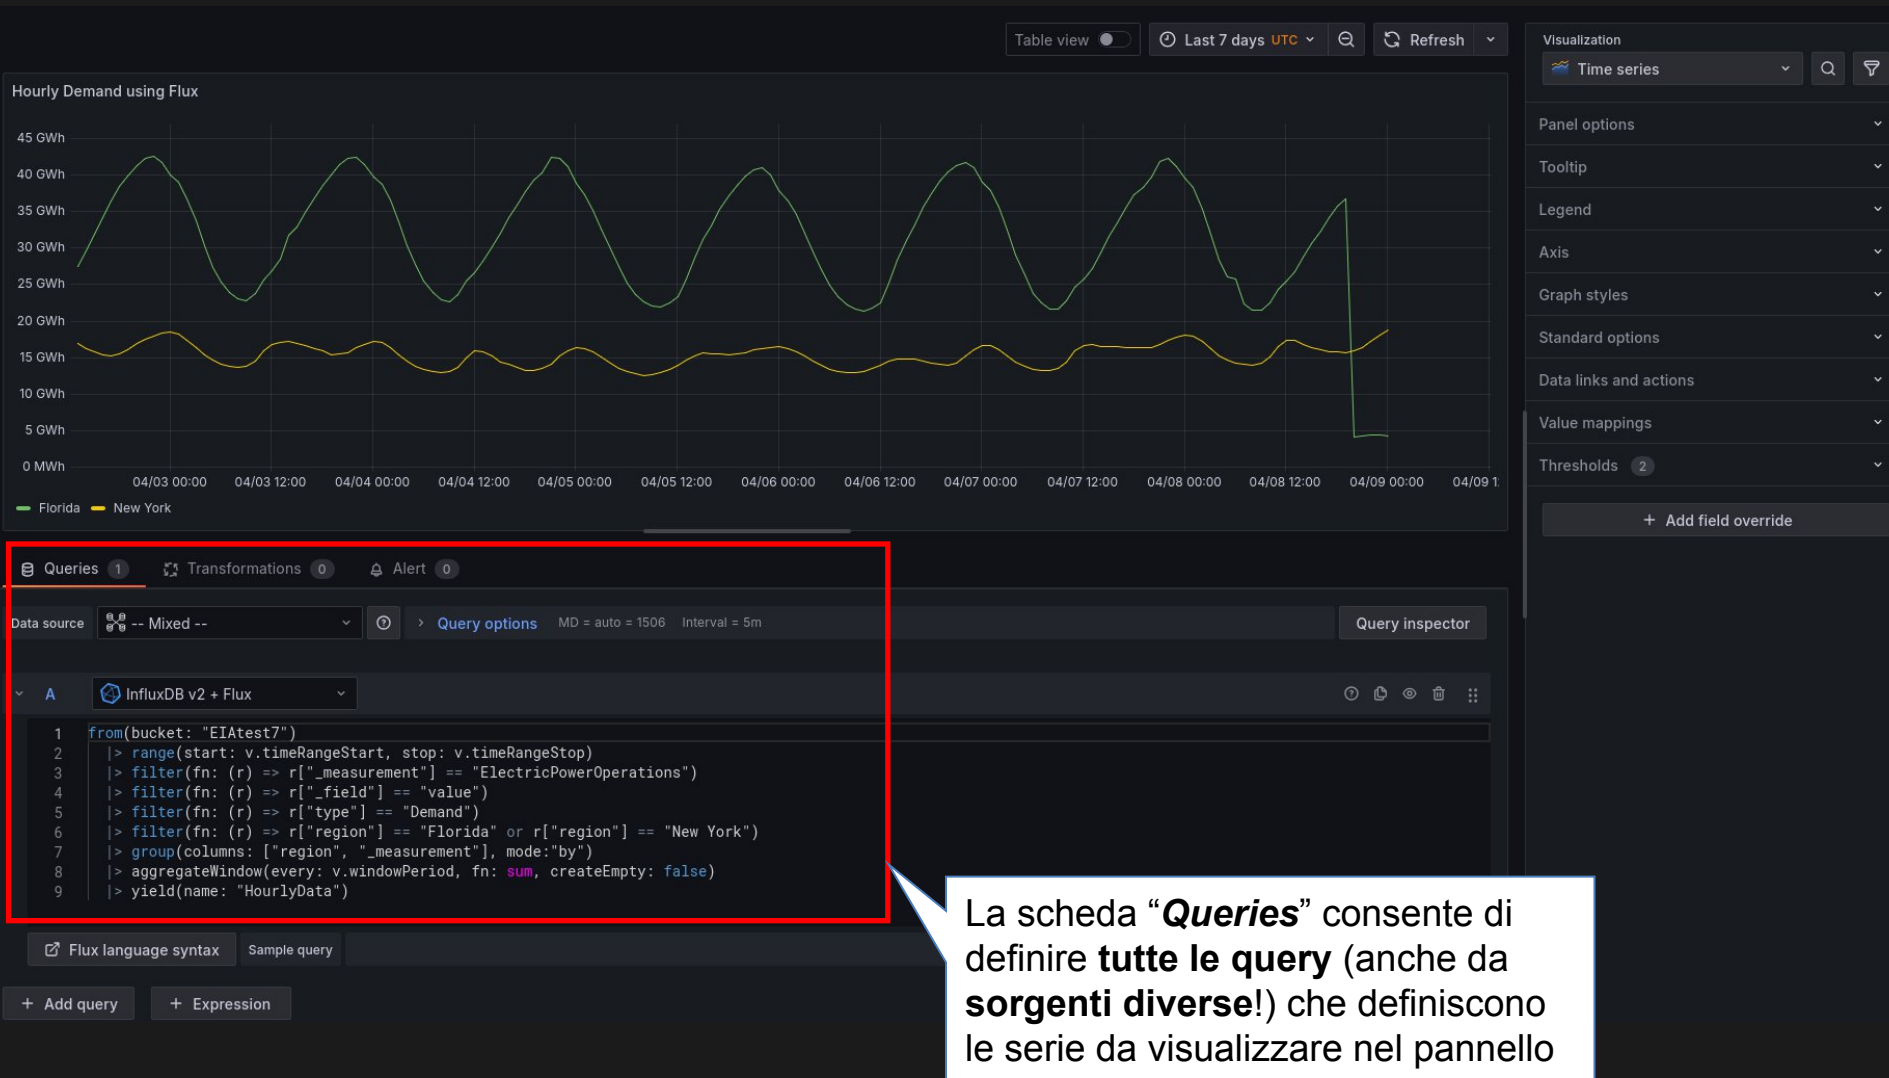 Table view
Last 7 days UTC
Refresh
Visualization
Time series
Hourly Demand using Flux
45 GWh
40 GWh
35 GWh
30 GWh
25 GWh
20 GWh
15 GWh
10 GWh
5 GWh
0 MWh
04/03 00:00 04/03 12:00 04/04 00:00 04/04 12:00 04/05 00:00 04/05 12:00 04/06 00:00 04/06 12:00 04/07 00:00 04/07 12:00 04/08 00:00 04/08 12:00 04/09 00:00 04/09 1
Florida New York
Panel options
Tooltip
Legend
Axis
Graph styles
Standard options
Data links and actions
Value mappings
Thresholds 2
+ Add field override
Queries 1 Transformations 0 Alert 0
Data source -- Mixed -- Query options MD = auto = 1506 Interval = 5m Query inspector
A InfluxDB v2 + Flux
1 from(bucket: "EIAtest7")
2 |> range(start: v.timeRangeStart, stop: v.timeRangeStop)
3 |> filter(fn: (r) => r["_measurement"] == "ElectricPowerOperations")
4 |> filter(fn: (r) => r["_field"] == "value")
5 |> filter(fn: (r) => r["type"] == "Demand")
6 |> filter(fn: (r) => r["region"] == "Florida" or r["region"] == "New York")
7 |> group(columns: ["region", "_measurement"], mode:"by")
8 |> aggregateWindow(every: v.windowPeriod, fn: sum, createEmpty: false)
9 |> yield(name: "HourlyData")
Flux language syntax Sample query
+ Add query + Expression
La scheda “Queries” consente di
definire tutte le query (anche da
sorgenti diverse!) che definiscono
le serie da visualizzare nel pannello